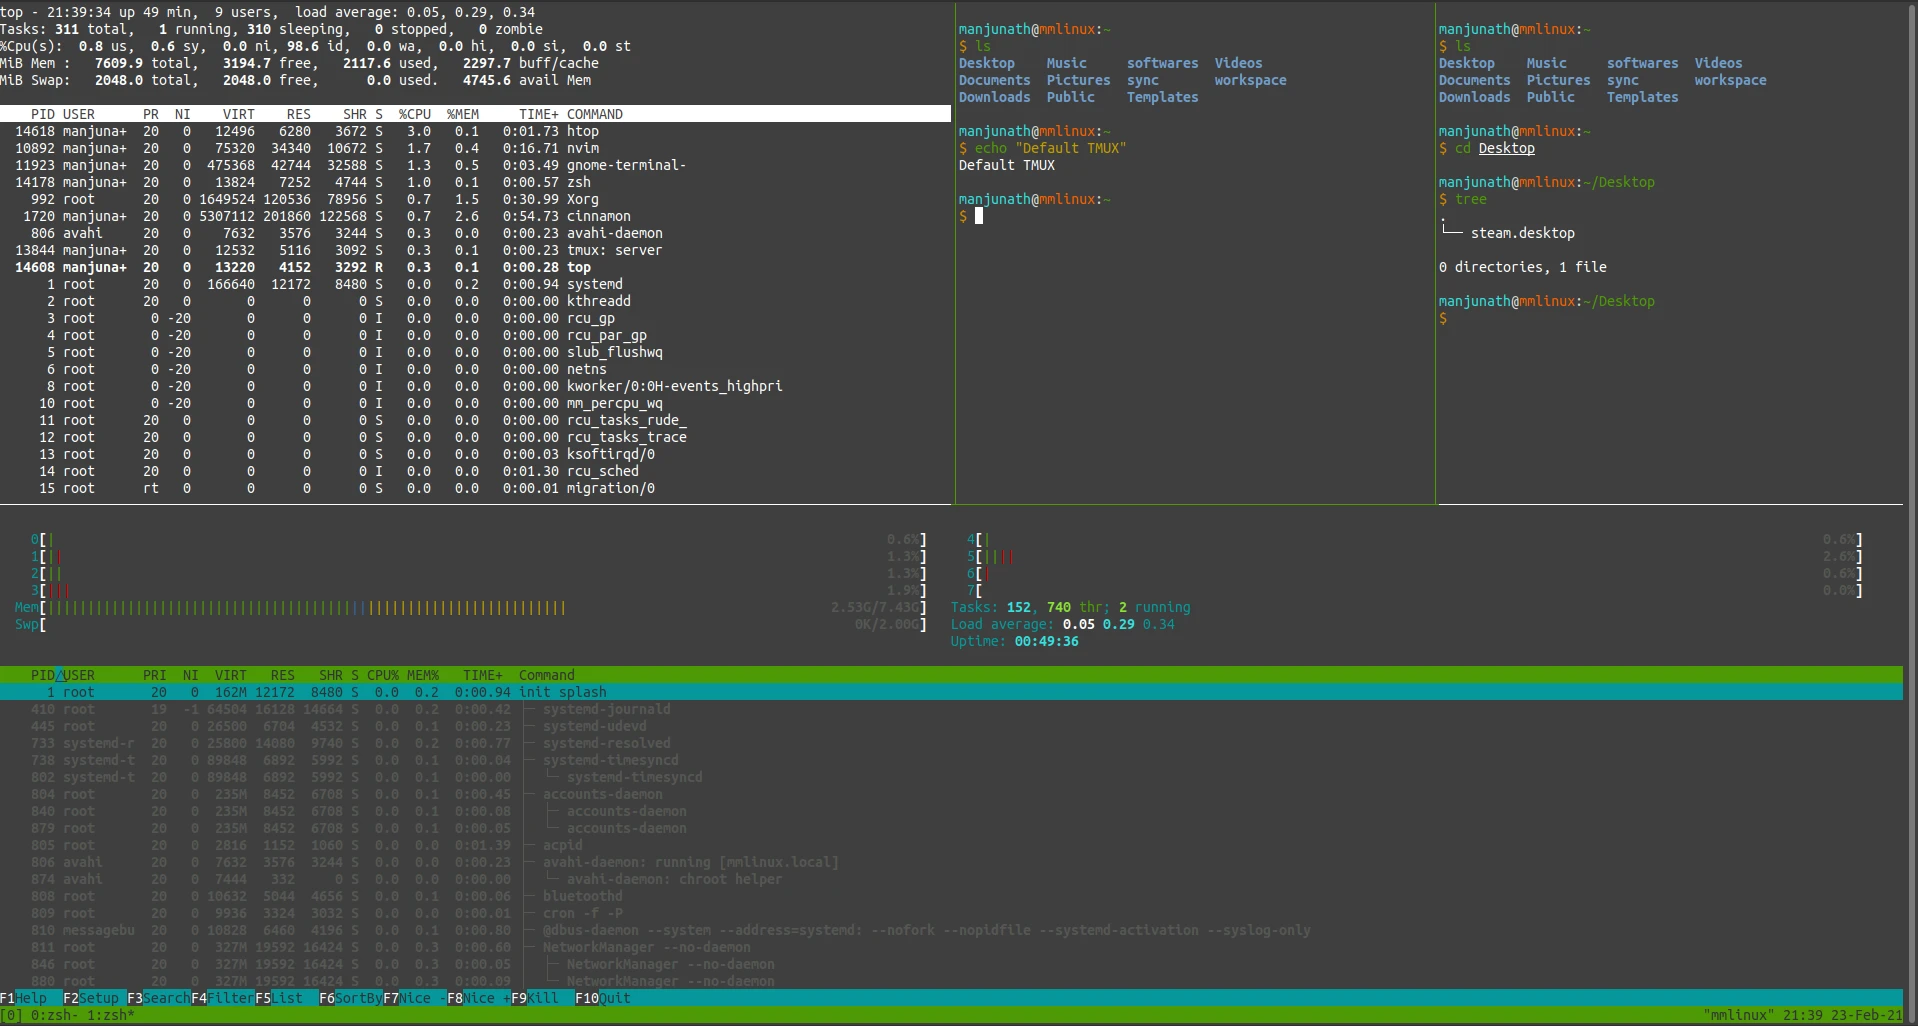 top - 21:39:34 up 49 min,  9 users,  load average: 0.05, 0.29, 0.34
Tasks: 311 total,   1 running, 310 sleeping,   0 stopped,   0 zombie
%Cpu(s):  0.8 us,  0.6 sy,  0.0 ni, 98.6 id,  0.0 wa,  0.0 hi,  0.0 si,  0.0 st
MiB Mem :   7609.9 total,   3194.7 free,   2117.6 used,   2297.7 buff/cache
MiB Swap:   2048.0 total,   2048.0 free,      0.0 used.   4745.6 avail Mem
PID USER      PR  NI    VIRT    RES    SHR S  %CPU  %MEM     TIME+ COMMAND
14618 manjuna+  20   0   12496   6280   3672 S   3.0   0.1   0:01.73 htop
10892 manjuna+  20   0   75320  34340  10672 S   1.7   0.4   0:16.71 nvim
11923 manjuna+  20   0  475368  42744  32588 S   1.3   0.5   0:03.49 gnome-terminal-
14178 manjuna+  20   0   13824   7252   4744 S   1.0   0.1   0:00.57 zsh
992 root      20   0 1649524 120536  78956 S   0.7   1.5   0:30.99 Xorg
1720 manjuna+  20   0 5307112 201860 122568 S   0.7   2.6   0:54.73 cinnamon
806 avahi     20   0    7632   3576   3244 S   0.3   0.0   0:00.23 avahi-daemon
13844 manjuna+  20   0   12532   5116   3092 S   0.3   0.1   0:00.23 tmux: server
14608 manjuna+  20   0   13220   4152   3292 R   0.3   0.1   0:00.28 top
1 root      20   0  166640  12172   8480 S   0.0   0.2   0:00.94 systemd
2 root      20   0       0      0      0 S   0.0   0.0   0:00.00 kthreadd
3 root       0 -20       0      0      0 I   0.0   0.0   0:00.00 rcu_gp
4 root       0 -20       0      0      0 I   0.0   0.0   0:00.00 rcu_par_gp
5 root       0 -20       0      0      0 I   0.0   0.0   0:00.00 slub_flushwq
6 root       0 -20       0      0      0 I   0.0   0.0   0:00.00 netns
8 root       0 -20       0      0      0 I   0.0   0.0   0:00.00 kworker/0:0H-events_highpri
10 root       0 -20       0      0      0 I   0.0   0.0   0:00.00 mm_percpu_wq
11 root      20   0       0      0      0 S   0.0   0.0   0:00.00 rcu_tasks_rude_
12 root      20   0       0      0      0 S   0.0   0.0   0:00.00 rcu_tasks_trace
13 root      20   0       0      0      0 S   0.0   0.0   0:00.03 ksoftirqd/0
14 root      20   0       0      0      0 I   0.0   0.0   0:01.30 rcu_sched
15 root      rt   0       0      0      0 S   0.0   0.0   0:00.01 migration/0
manjunath@mmlinux:~
$ ls
Desktop    Music      softwares  Videos
Documents  Pictures  sync       workspace
Downloads  Public    Templates
manjunath@mmlinux:~
$ echo "Default TMUX"
Default TMUX
manjunath@mmlinux:~
$
manjunath@mmlinux:~
$ ls
Desktop    Music      softwares  Videos
Documents  Pictures  sync       workspace
Downloads  Public    Templates
manjunath@mmlinux:~
$ cd Desktop
manjunath@mmlinux:~/Desktop
$ tree
.
└── steam.desktop
0 directories, 1 file
manjunath@mmlinux:~/Desktop
$
0[| 0.6%]
1[|| 1.3%]
2[|| 1.3%]
3[||| 1.9%]
Mem[||||||||||||||||||||||||||||||||||||||||||||||||||||||||||||||||| 2.53G/7.43G]
Swp[ 0K/2.00G]
4[| 0.6%]
5[|||| 2.6%]
6[| 0.6%]
7[ 0.0%]
Tasks: 152, 740 thr; 2 running
Load average: 0.05 0.29 0.34
Uptime: 00:49:36
PID△USER      PRI  NI  VIRT   RES   SHR S CPU% MEM%   TIME+  Command
1 root       20   0  162M 12172  8480 S  0.0  0.2  0:00.94 init splash
410 root       19  -1 64504 16128 14664 S  0.0  0.2  0:00.42 ├─ systemd-journald
445 root       20   0 26500  6704  4532 S  0.0  0.1  0:00.23 ├─ systemd-udevd
733 systemd-r  20   0 25800 14080  9740 S  0.0  0.2  0:00.77 ├─ systemd-resolved
738 systemd-t  20   0 89848  6892  5992 S  0.0  0.1  0:00.04 ├─ systemd-timesyncd
802 systemd-t  20   0 89848  6892  5992 S  0.0  0.1  0:00.00 │  └─ systemd-timesyncd
804 root       20   0  235M  8452  6708 S  0.0  0.1  0:00.45 ├─ accounts-daemon
840 root       20   0  235M  8452  6708 S  0.0  0.1  0:00.08 │  ├─ accounts-daemon
879 root       20   0  235M  8452  6708 S  0.0  0.1  0:00.05 │  └─ accounts-daemon
805 root       20   0  2816  1152  1060 S  0.0  0.0  0:01.39 ├─ acpid
806 avahi      20   0  7632  3576  3244 S  0.0  0.0  0:00.23 ├─ avahi-daemon: running [mmlinux.local]
874 avahi      20   0  7444   332     0 S  0.0  0.0  0:00.00 │  └─ avahi-daemon: chroot helper
808 root       20   0 10632  5044  4656 S  0.0  0.1  0:00.06 ├─ bluetoothd
809 root       20   0  9936  3324  3032 S  0.0  0.0  0:00.01 ├─ cron -f -P
810 messagebu  20   0 10828  6460  4196 S  0.0  0.1  0:00.80 ├─ @dbus-daemon --system --address=systemd: --nofork --nopidfile --systemd-activation --syslog-only
811 root       20   0  327M 19592 16424 S  0.0  0.3  0:00.60 ├─ NetworkManager --no-daemon
846 root       20   0  327M 19592 16424 S  0.0  0.3  0:00.05 │  ├─ NetworkManager --no-daemon
880 root       20   0  327M 19592 16424 S  0.0  0.3  0:00.09 │  └─ NetworkManager --no-daemon
F1Help  F2Setup F3SearchF4FilterF5List  F6SortByF7Nice -F8Nice +F9Kill  F10Quit
[0] 0:zsh- 1:zsh* "mmlinux" 21:39 23-Feb-21